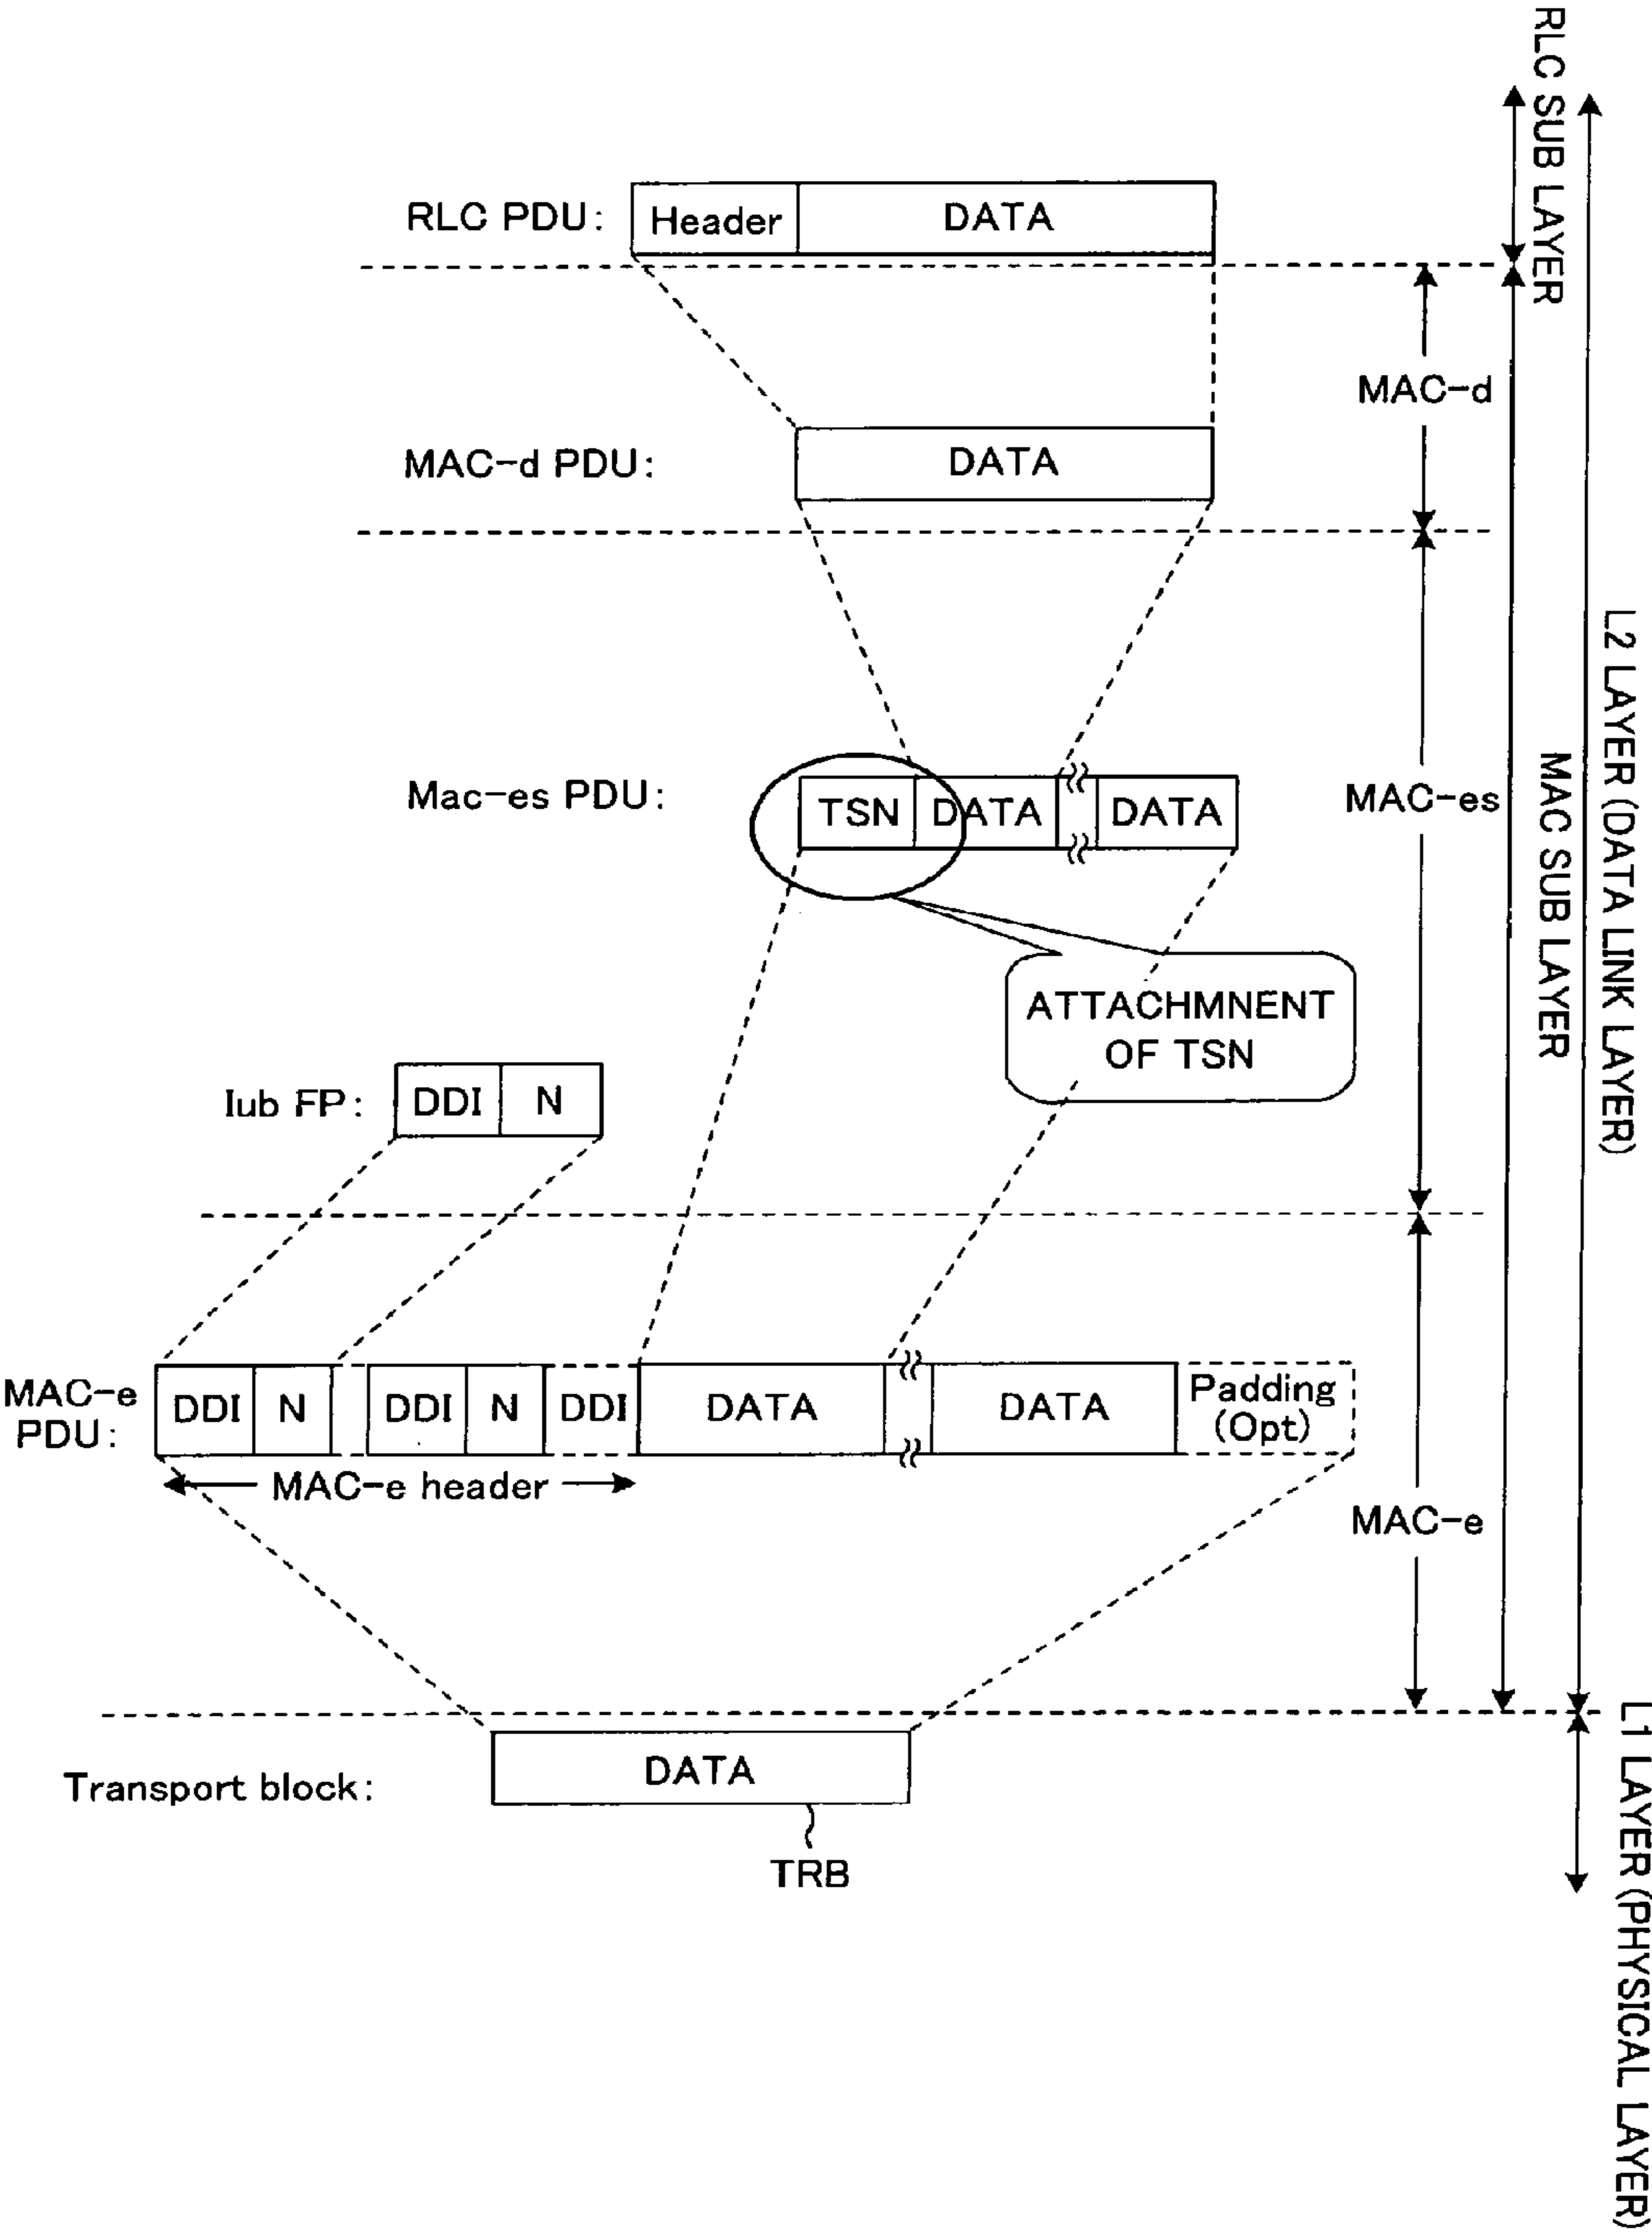 RLC SUB LAYER
RLC PDU:
Header
DATA
MAC-d
MAC-d PDU:
DATA
L2 LAYER (DATA LINK LAYER)
MAC SUB LAYER
Mac-es PDU:
TSN
DATA
DATA
MAC-es
ATTACHMNENT
OF TSN
Iub FP:
DDI
N
MAC-e
PDU:
DDI
N
DDI
N
DDI
DATA
DATA
Padding
(Opt)
MAC-e header
MAC-e
Transport block:
DATA
TRB
L1 LAYER (PHYSICAL LAYER)